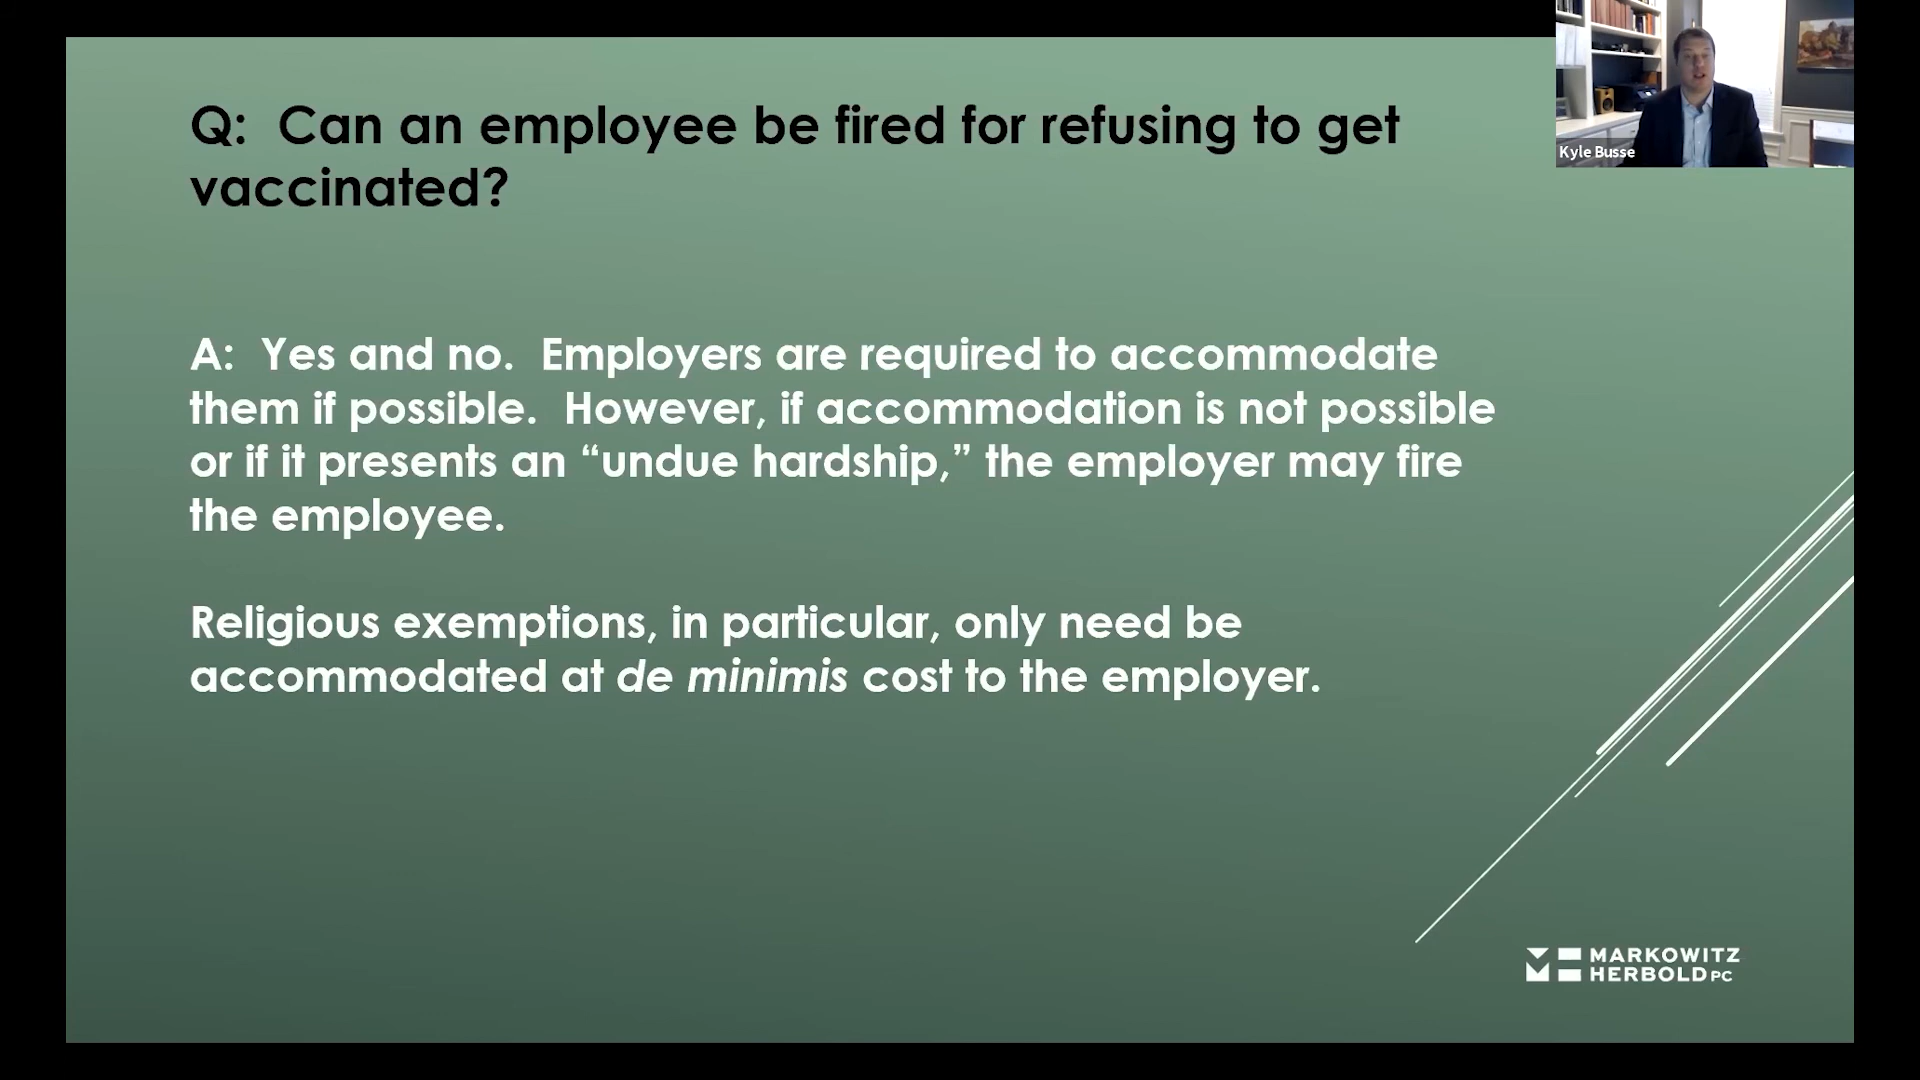 Q:  Can an employee be fired for refusing to get
vaccinated?
Kyle Busse
A:  Yes and no.  Employers are required to accommodate
them if possible.  However, if accommodation is not possible
or if it presents an “undue hardship,” the employer may fire
the employee.
Religious exemptions, in particular, only need be
accommodated at de minimis cost to the employer.
MARKOWITZ
HERBOLD PC